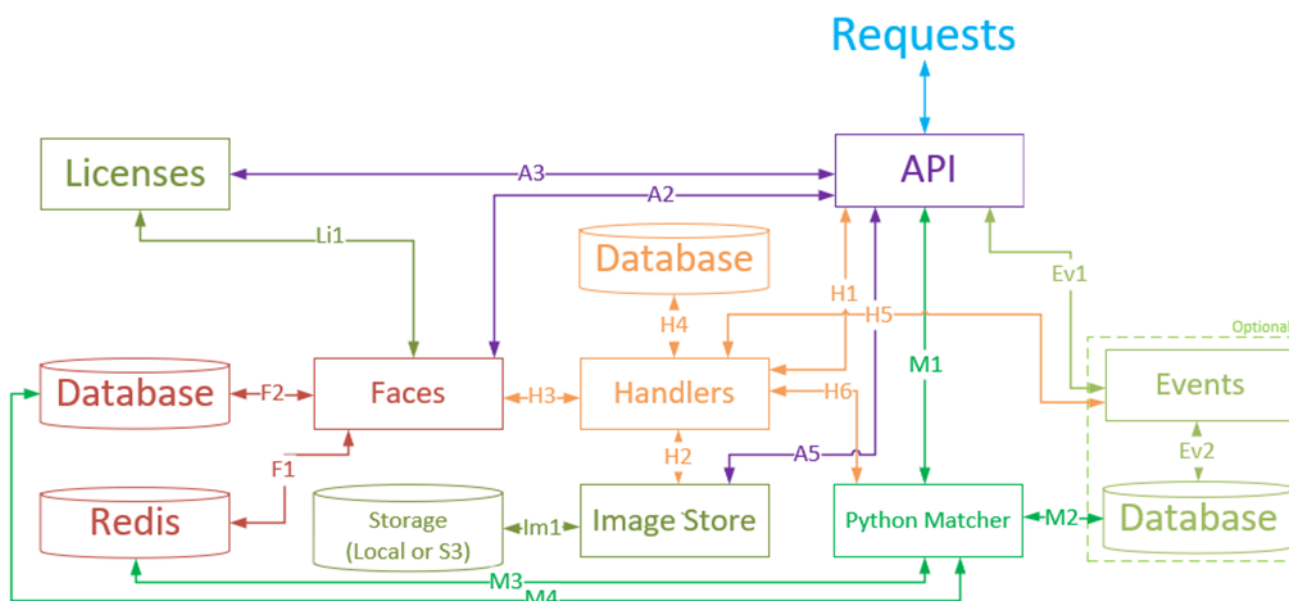 Requests
API
Licenses
A3
A2
Li1
Database
H1
Ev1
H5
H4
Optional
M1
Database
F2
Faces
H3
Handlers
H6
Events
F1
H2
A5
Ev2
Redis
Storage
(Local or S3)
Im1
Image Store
Python Matcher
M2
Database
M3
M4